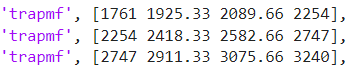 'trapmf', [1761 1925.33 2089.66 2254],
'trapmf', [2254 2418.33 2582.66 2747],
'trapmf', [2747 2911.33 3075.66 3240],